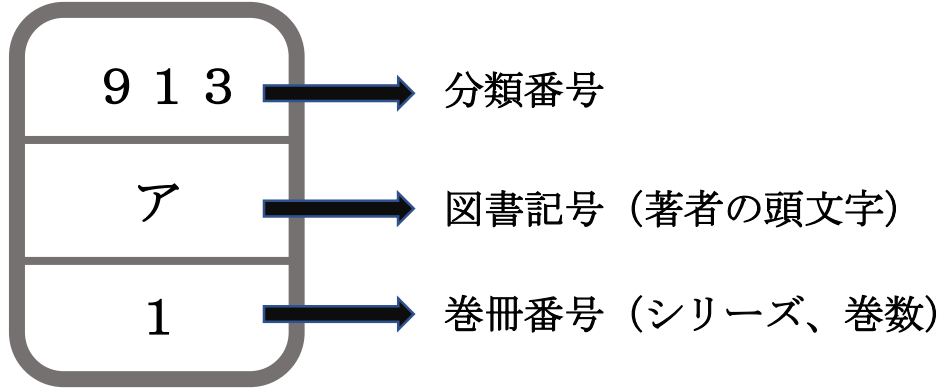 ９１３
分類番号
ア
図書記号（著者の頭文字）
１
巻冊番号（シリーズ、巻数）